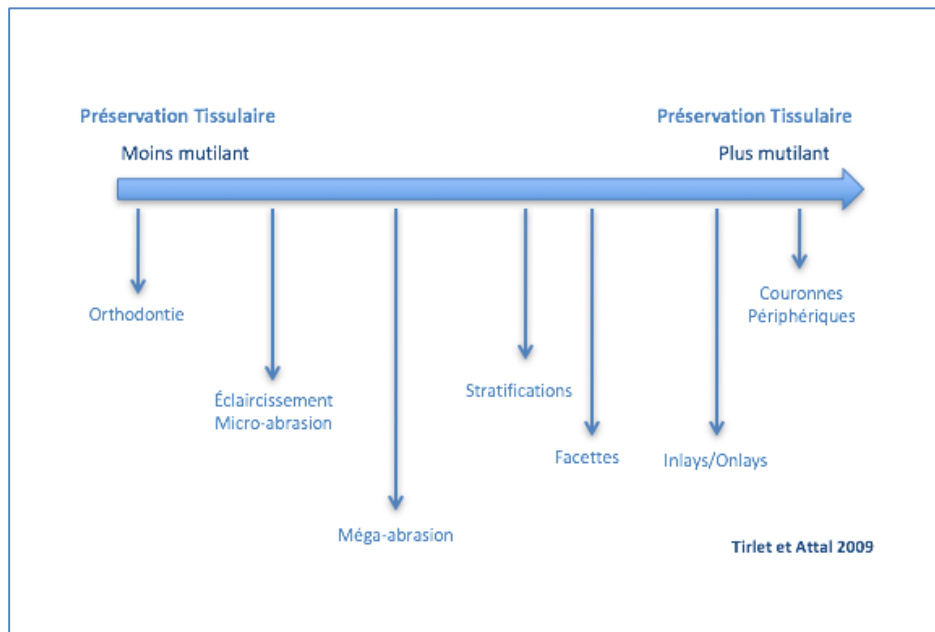 Préservation Tissulaire
Moins mutilant
Préservation Tissulaire
Plus mutilant
Orthodontie
Éclaircissement
Micro-abrasion
Méga-abrasion
Stratifications
Facettes
Inlays/Onlays
Couronnes
Périphériques
Tirlet et Attal 2009